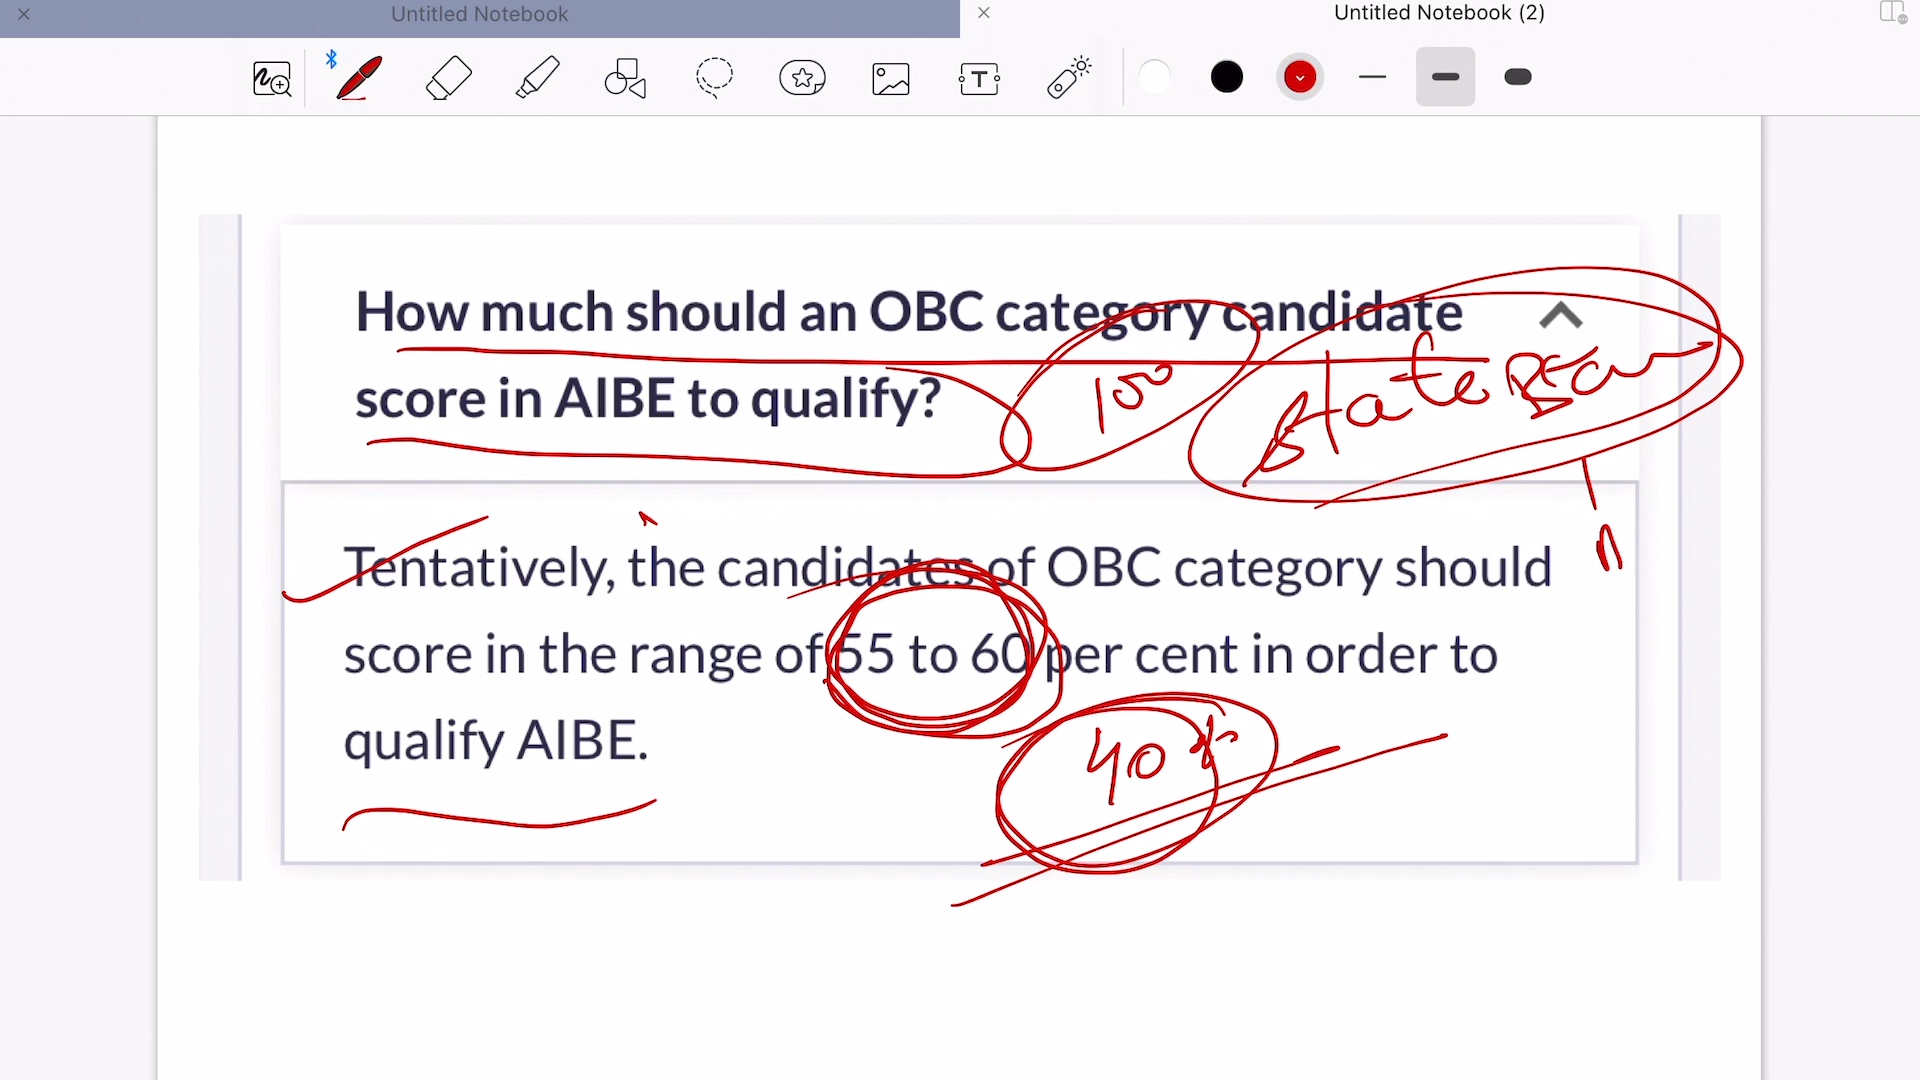 Untitled Notebook
Untitled Notebook (2)
T
How much should an OBC category candidate
score in AIBE to qualify?
100
State Bar
Tentatively, the candidates of OBC category should
score in the range of 55 to 60 per cent in order to
qualify AIBE.
40%